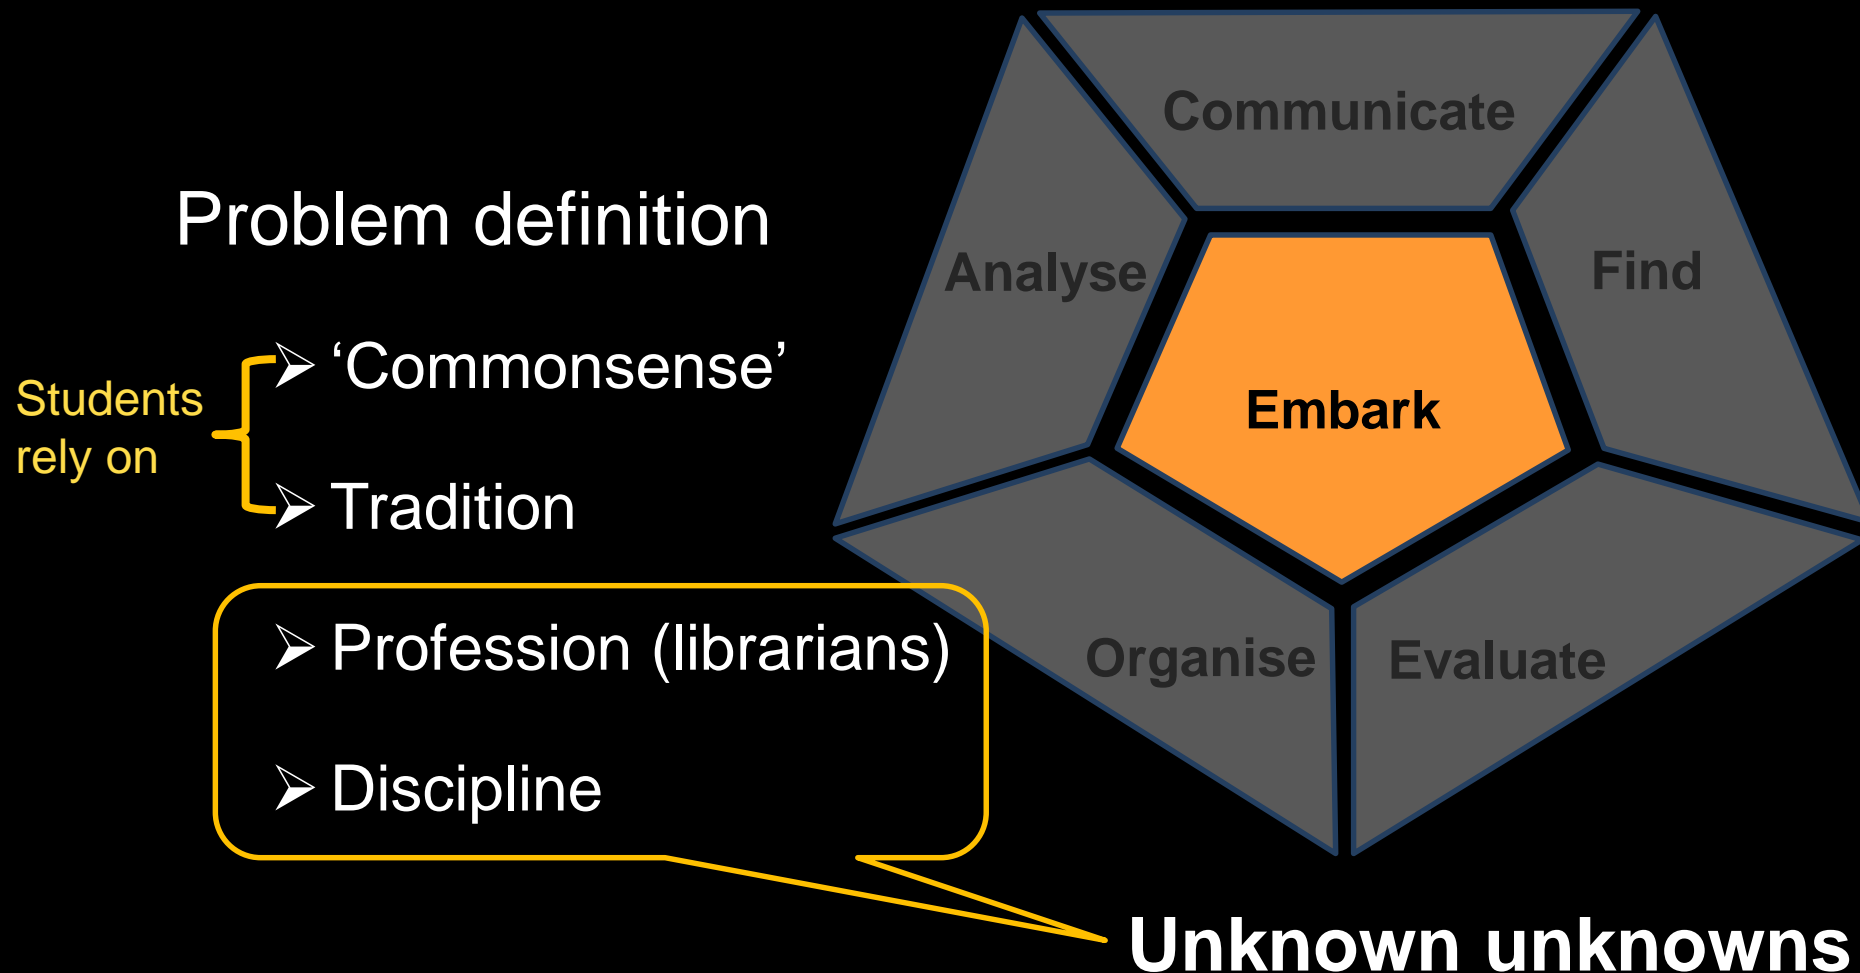 Problem definition
Students
rely on
➢ ‘Commonsense’
➢ Tradition
➢ Profession (librarians)
➢ Discipline
Unknown unknowns
Communicate
Analyse
Find
Embark
Organise
Evaluate